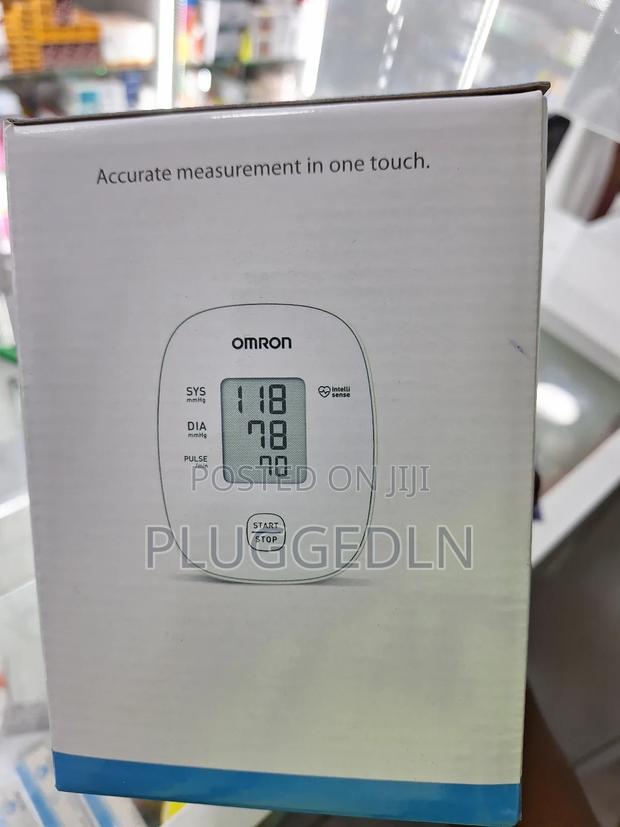 Accurate measurement in one touch.
OMRON
SYS
mmHg
118
intelli
sense
DIA
mmHg
78
PULSE
/min
70
POSTED ON JIJI
START
STOP
PLUGGEDLN